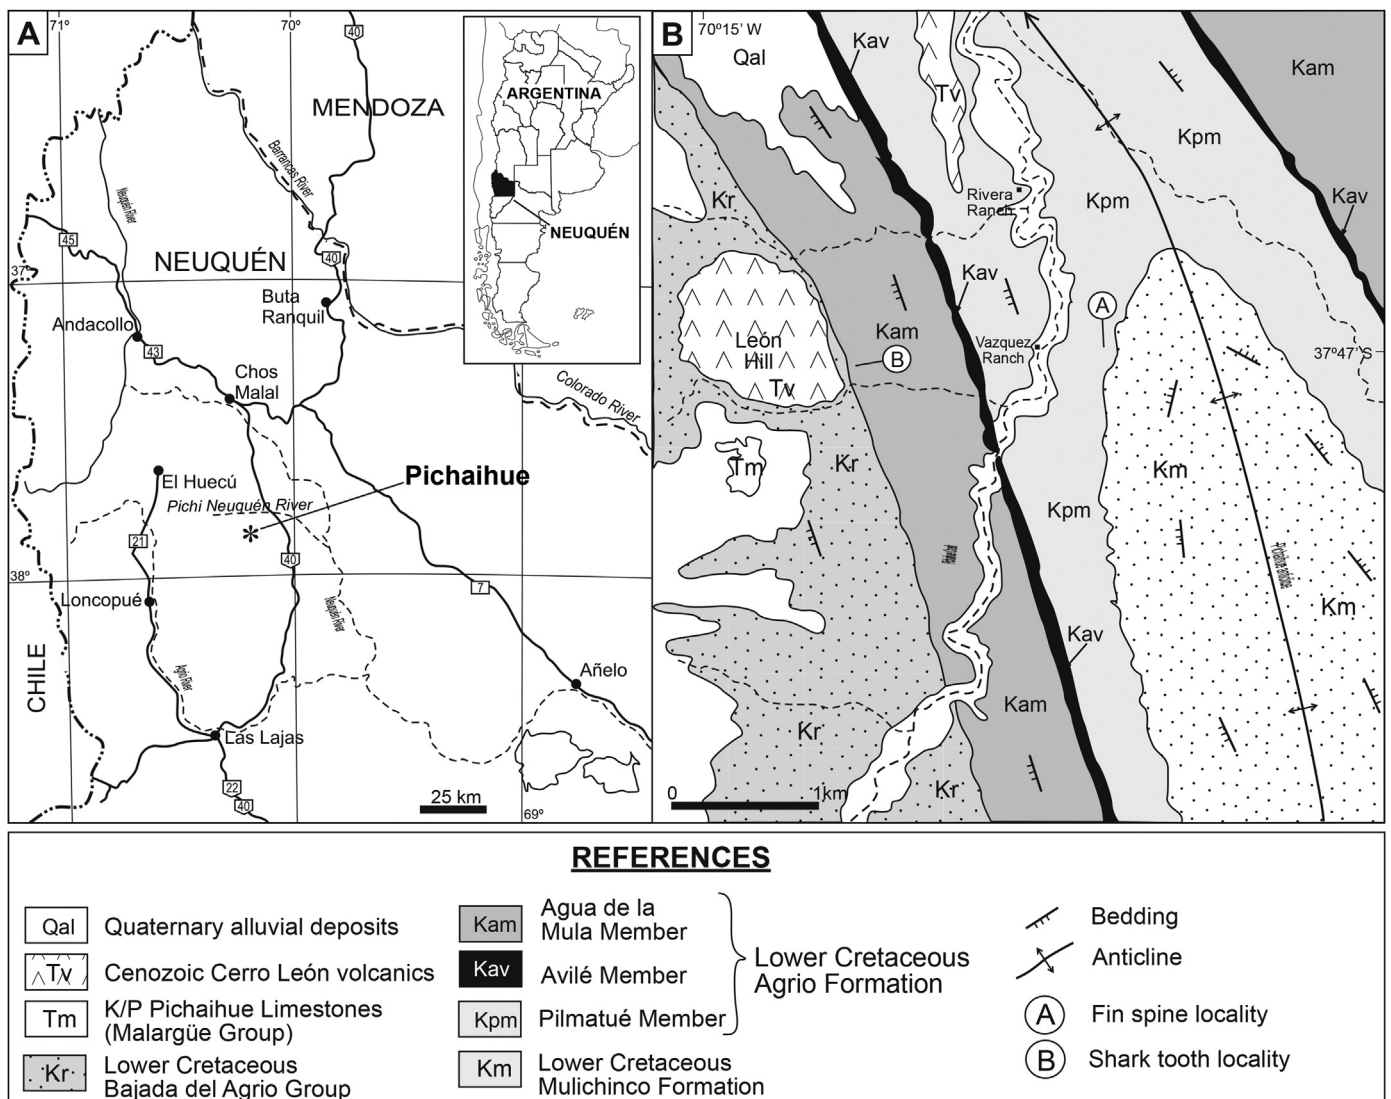 A
71°
70°
40
MENDOZA
ARGENTINA
NEUQUÉN
Barrancas River
Neuquén River
45
37°
NEUQUÉN
40
Buta
Ranquil
Andacollo
43
Chos
Malal
Colorado River
El Huecú
Pichaihue
Pichi Neuquén River
*
21
40
38°
7
Loncopué
Neuquén River
Agrio River
CHILE
Añelo
Las Lajas
22
40
25 km
69°
B
70°15' W
Qal
Kav
Tv
Kam
Kpm
Rivera
Ranch
Kr
Kpm
Kav
Kav
A
León
Hill
Tv
Kam
B
Vazquez
Ranch
37°47' S
Tm
Kr
Km
Kpm
Pichaihue anticline
Km
Kav
Kam
Kr
Kr
0
1km
REFERENCES
Qal Quaternary alluvial deposits
Tv Cenozoic Cerro León volcanics
Tm K/P Pichaihue Limestones
(Malargüe Group)
Kr Lower Cretaceous
Bajada del Agrio Group
Kam Agua de la
Mula Member
Kav Avilé Member
Kpm Pilmatué Member
Lower Cretaceous
Agrio Formation
Km Lower Cretaceous
Mulichinco Formation
Bedding
Anticline
A Fin spine locality
B Shark tooth locality